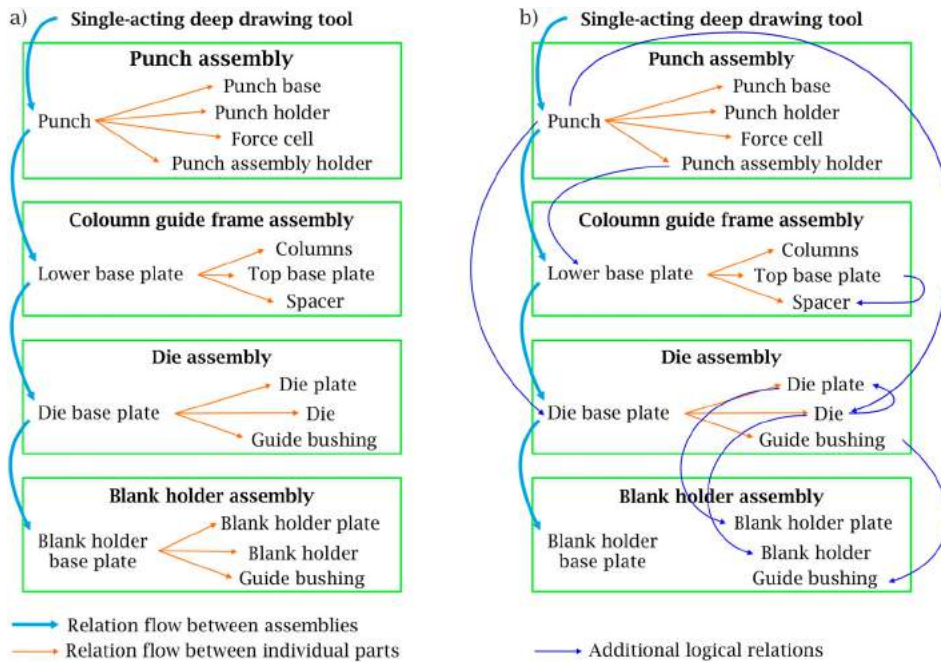 a)
Single-acting deep drawing tool
Punch assembly
Punch base
Punch holder
Punch
Force cell
Punch assembly holder
Coloumn guide frame assembly
Columns
Lower base plate
Top base plate
Spacer
Die assembly
Die plate
Die base plate
Die
Guide bushing
Blank holder assembly
Blank holder plate
Blank holder
base plate
Blank holder
Guide bushing
Relation flow between assemblies
Relation flow between individual parts
b)
Single-acting deep drawing tool
Punch assembly
Punch base
Punch holder
Punch
Force cell
Punch assembly holder
Coloumn guide frame assembly
Columns
Lower base plate
Top base plate
Spacer
Die assembly
Die plate
Die base plate
Die
Guide bushing
Blank holder assembly
Blank holder plate
Blank holder
base plate
Blank holder
Guide bushing
Additional logical relations